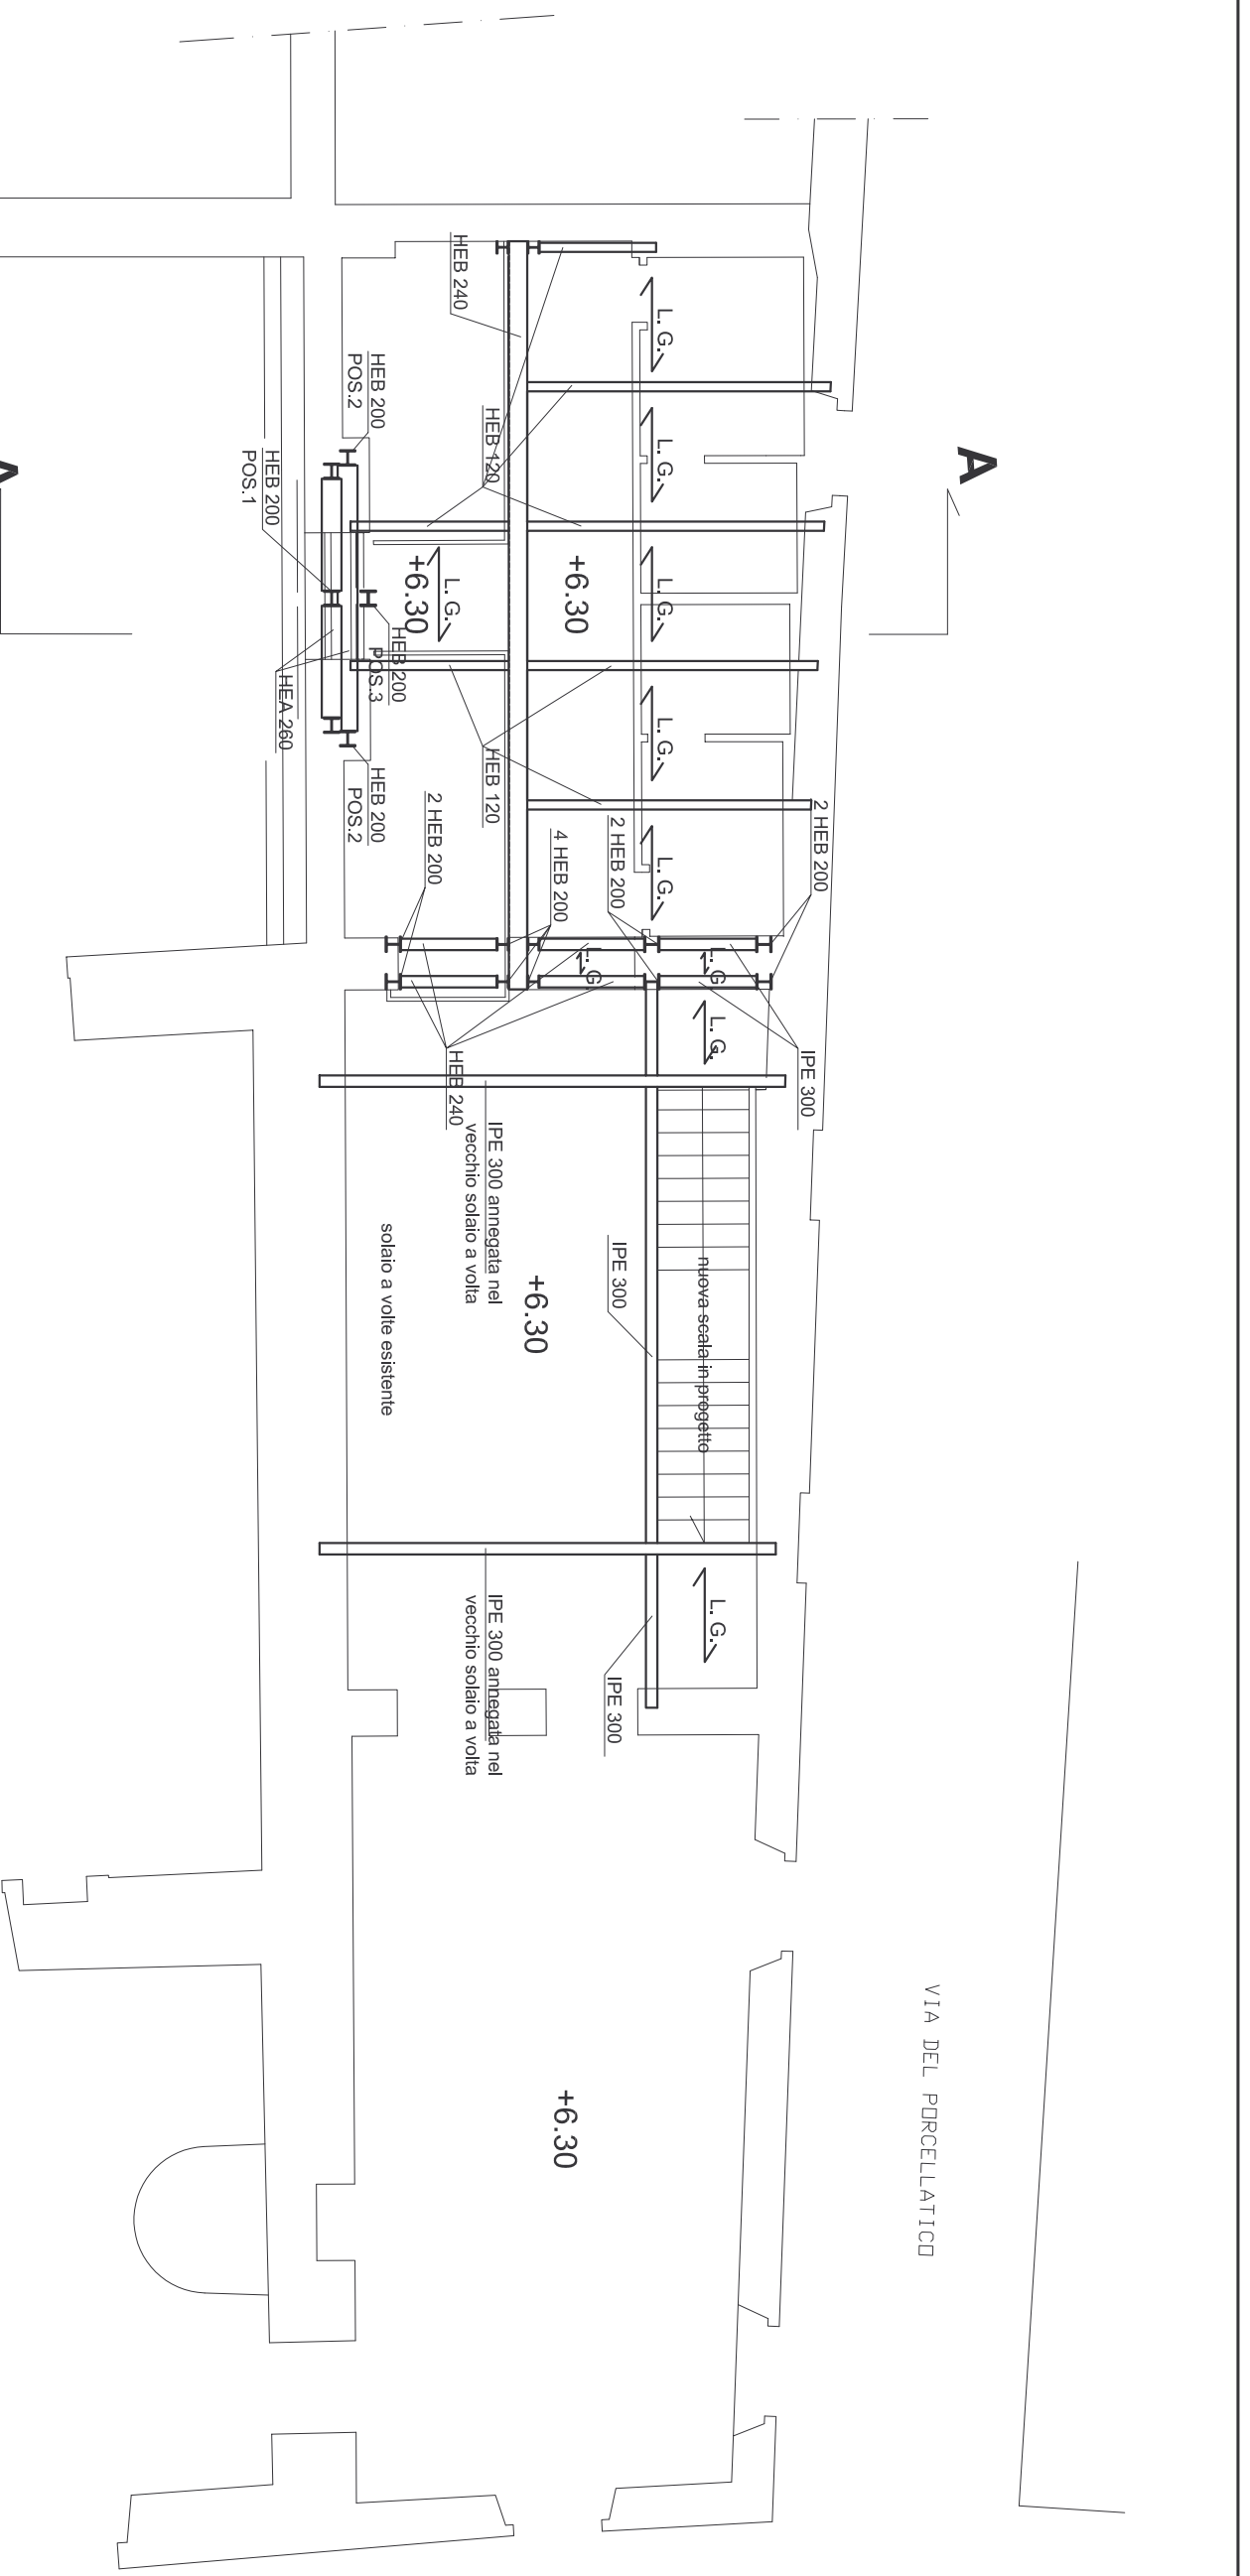 A
A
VIA DEL PORCELLATICO
L. G.
L. G.
L. G.
L. G.
L. G.
L. G.
L. G.
L. G.
L. G.
L. G.
HEB 240
HEB 200
POS.2
HEB 200
POS.1
HEB 120
+6.30
+6.30
HEB 200
POS.3
HEA 260
HEB 120
HEB 200
POS.2
2 HEB 200
4 HEB 200
2 HEB 200
2 HEB 200
HEB 240
IPE 300
IPE 300 annegata nel
vecchio solaio a volta
solaio a volte esistente
+6.30
IPE 300
nuova scala in progetto
IPE 300 annegata nel
vecchio solaio a volta
IPE 300
+6.30